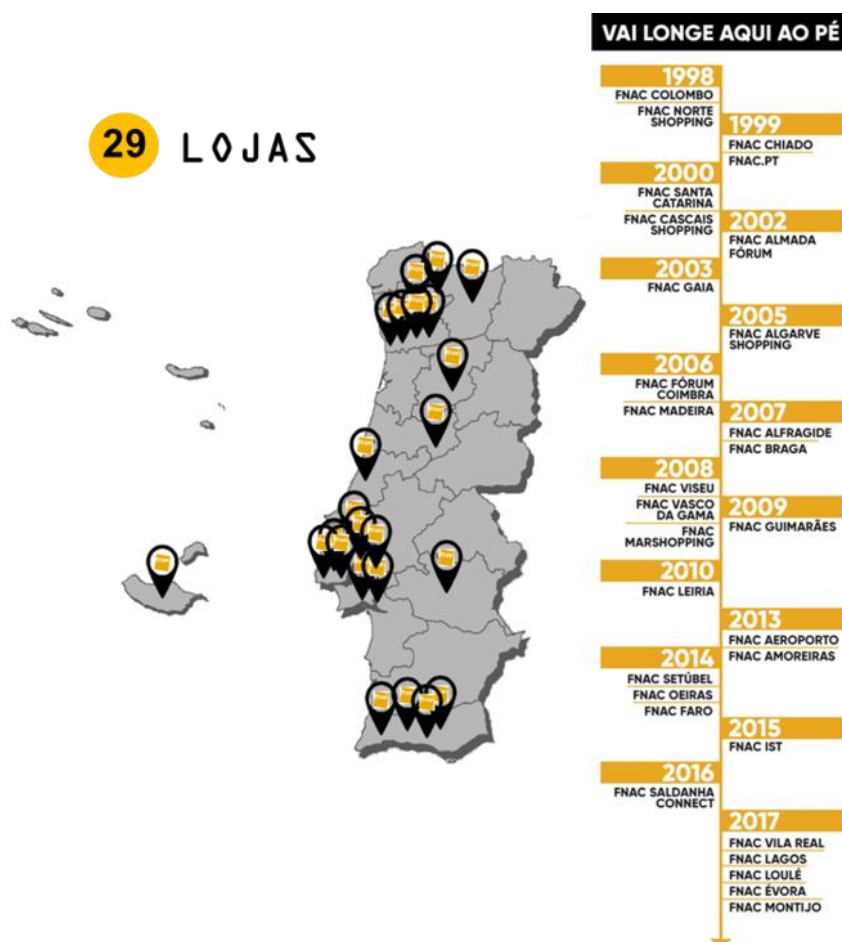 VAI LONGE AQUI AO PÉ
29 LOJAS
1998
FNAC COLOMBO
FNAC NORTE
SHOPPING
1999
FNAC CHIADO
FNAC.PT
2000
FNAC SANTA
CATARINA
FNAC CASCAIS
SHOPPING
2002
FNAC ALMADA
FÓRUM
2003
FNAC GAIA
2005
FNAC ALGARVE
SHOPPING
2006
FNAC FÓRUM
COIMBRA
FNAC MADEIRA
2007
FNAC ALFRAGIDE
FNAC BRAGA
2008
FNAC VISEU
FNAC VASCO
DA GAMA
FNAC
MARSHOPPING
2009
FNAC GUIMARÃES
2010
FNAC LEIRIA
2013
FNAC AEROPORTO
FNAC AMOREIRAS
2014
FNAC SETÚBEL
FNAC OEIRAS
FNAC FARO
2015
FNAC IST
2016
FNAC SALDANHA
CONNECT
2017
FNAC VILA REAL
FNAC LAGOS
FNAC LOULÉ
FNAC ÉVORA
FNAC MONTIJO